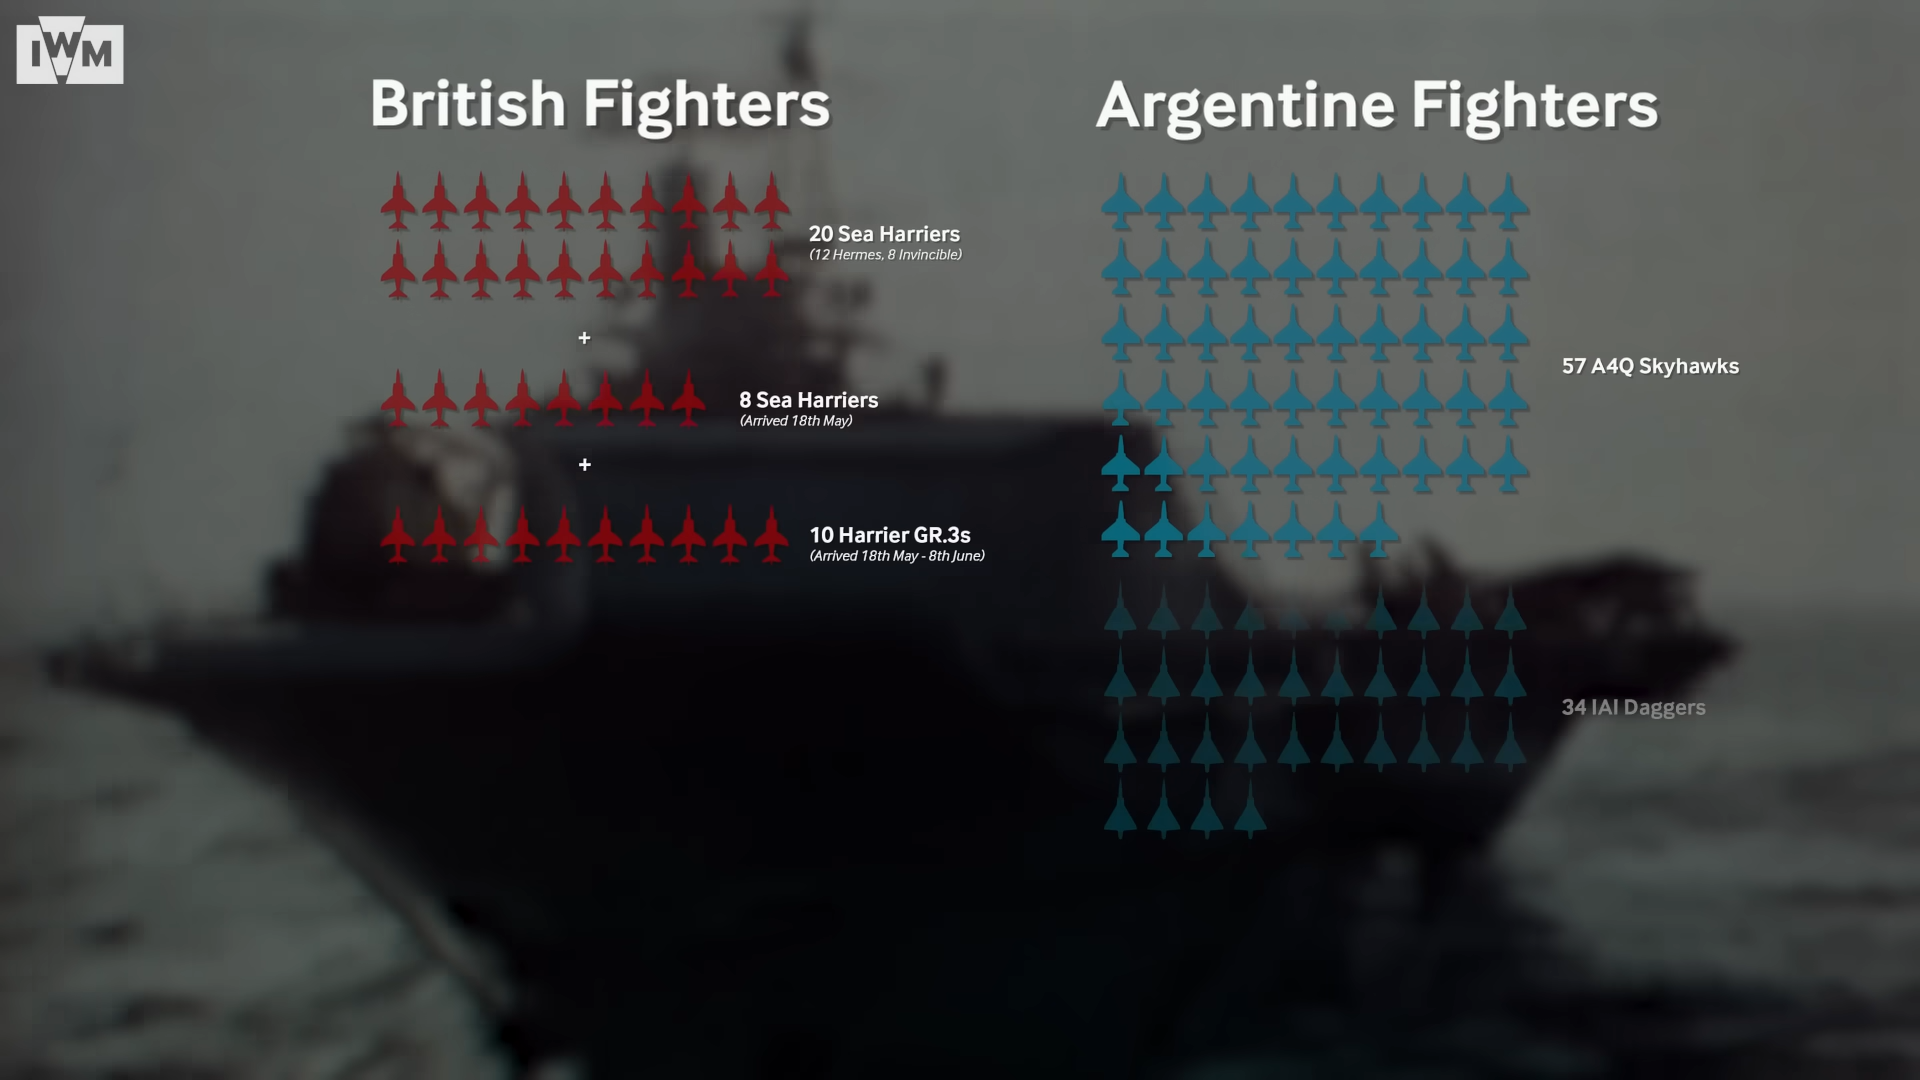 IWM
British Fighters
20 Sea Harriers
(12 Hermes, 8 Invincible)
+
8 Sea Harriers
(Arrived 18th May)
+
10 Harrier GR.3s
(Arrived 18th May - 8th June)
Argentine Fighters
57 A4Q Skyhawks
34 IAI Daggers